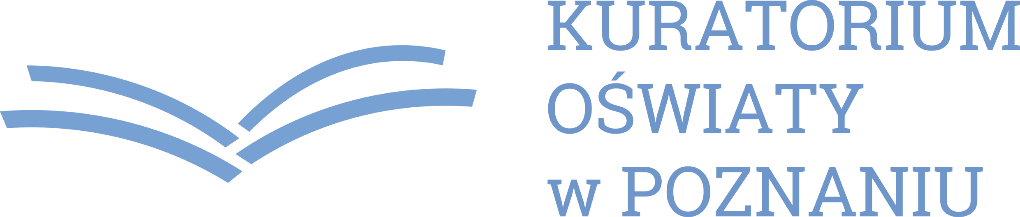 KURATORIUM
OŚWIATY
w POZNANIU